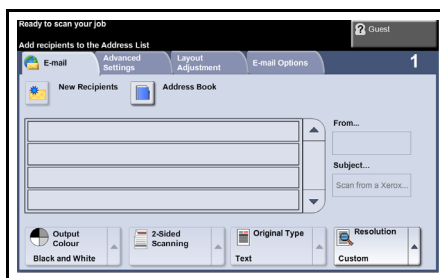 Ready to scan your job
Guest
Add recipients to the Address List
E-mail
Advanced Settings
Layout Adjustment
E-mail Options
1
New Recipients
Address Book
From...
Subject...
Scan from a Xerox...
Output Colour
Black and White
2-Sided Scanning
Original Type
Text
Resolution
Custom